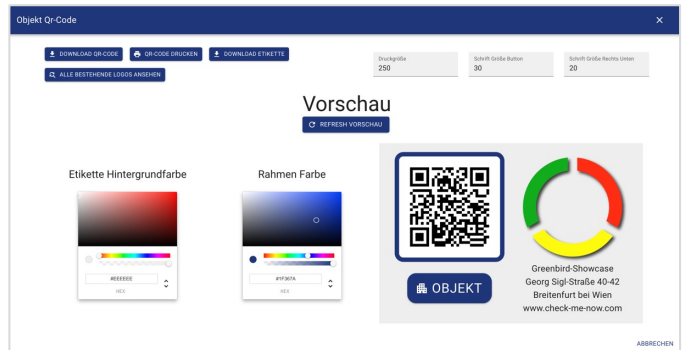 Objekt Qr-Code
DOWNLOAD QR-CODE
QR-CODE DRUCKEN
DOWNLOAD ETIKETTE
ALLE BESTEHENDE LOGOS ANSEHEN
Druckgröße
250
Schrift Größe Button
30
Schrift Größe Rechts Unten
20
Vorschau
REFRESH VORSCHAU
Etikette Hintergrundfarbe
#EEEEEE
HEX
Rahmen Farbe
#1F367A
HEX
OBJEKT
Greenbird-Showcase
Georg Sigl-Straße 40-42
Breitenfurt bei Wien
www.check-me-now.com
ABBRECHEN